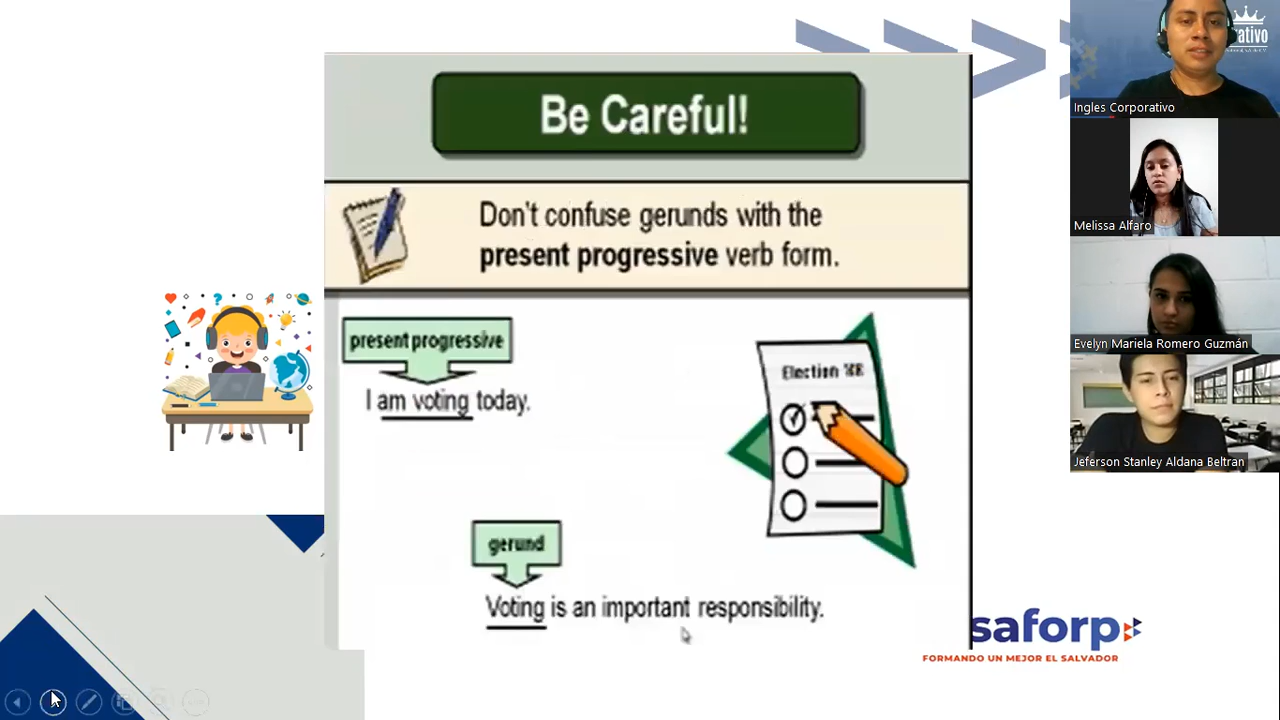 Be Careful!
Don't confuse gerunds with the
present progressive verb form.
present progressive
I am voting today.
Election '08
gerund
Voting is an important responsibility.
saforp
FORMANDO UN MEJOR EL SALVADOR
Ingles Corporativo
Melissa Alfaro
Evelyn Mariela Romero Guzmán
Jeferson Stanley Aldana Beltran